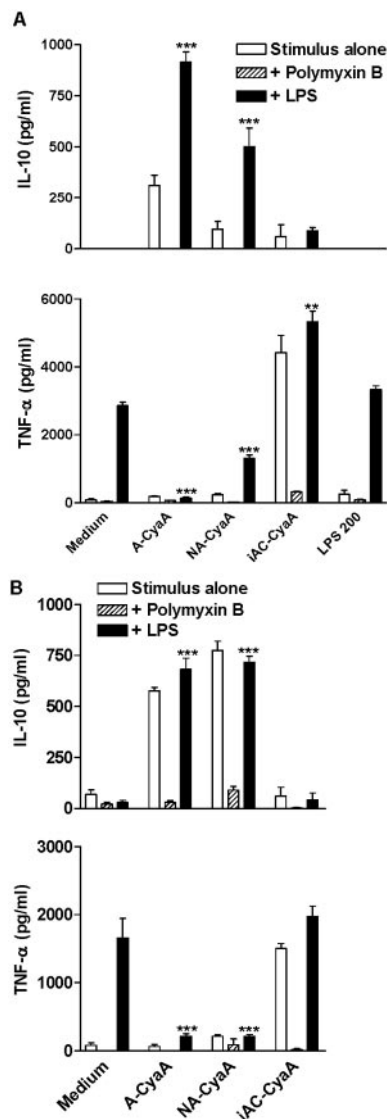 A
Stimulus alone
+ Polymyxin B
+ LPS
IL-10 (pg/ml)
1000
750
500
250
0
***
***
TNF-α (pg/ml)
6000
4000
2000
0
***
***
**
Medium
A-CyaA
NA-CyaA
iAC-CyaA
LPS 200
B
Stimulus alone
+ Polymyxin B
+ LPS
IL-10 (pg/ml)
1000
750
500
250
0
***
***
TNF-α (pg/ml)
3000
2000
1000
0
***
***
Medium
A-CyaA
NA-CyaA
iAC-CyaA